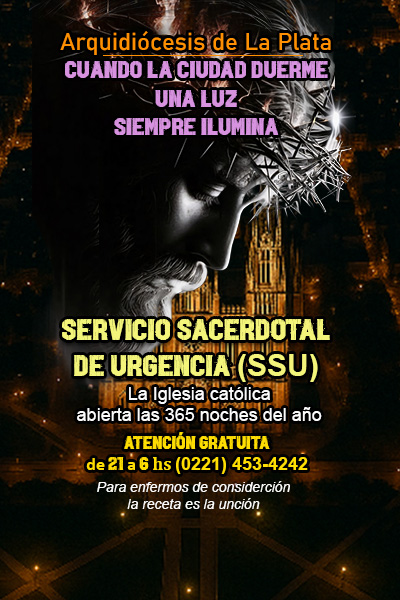 Arquidiócesis de La Plata
CUANDO LA CIUDAD DUERME
UNA LUZ
SIEMPRE ILUMINA
SERVICIO SACERDOTAL
DE URGENCIA (SSU)
La Iglesia católica
abierta las 365 noches del año
ATENCIÓN GRATUITA
de 21 a 6 hs (0221) 453-4242
Para enfermos de considerción
la receta es la unción